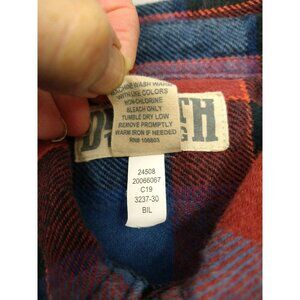 MACHINE WASH WARM
WITH LIKE COLORS
NON-CHLORINE
BLEACH ONLY
TUMBLE DRY LOW
REMOVE PROMPTLY
WARM IRON IF NEEDED
RN# 106803
24508
20066067
C19
3237-30
BIL